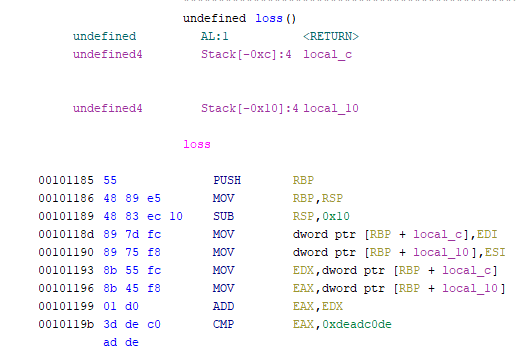 undefined loss()
undefined AL:1 <RETURN>
undefined4 Stack[-0xc]:4 local_c
undefined4 Stack[-0x10]:4 local_10
loss
00101185 55 PUSH RBP
00101186 48 89 e5 MOV RBP,RSP
00101189 48 83 ec 10 SUB RSP,0x10
0010118d 89 7d fc MOV dword ptr [RBP + local_c],EDI
00101190 89 75 f8 MOV dword ptr [RBP + local_10],ESI
00101193 8b 55 fc MOV EDX,dword ptr [RBP + local_c]
00101196 8b 45 f8 MOV EAX,dword ptr [RBP + local_10]
00101199 01 d0 ADD EAX,EDX
0010119b 3d de c0 CMP EAX,0xdeadc0de
ad de